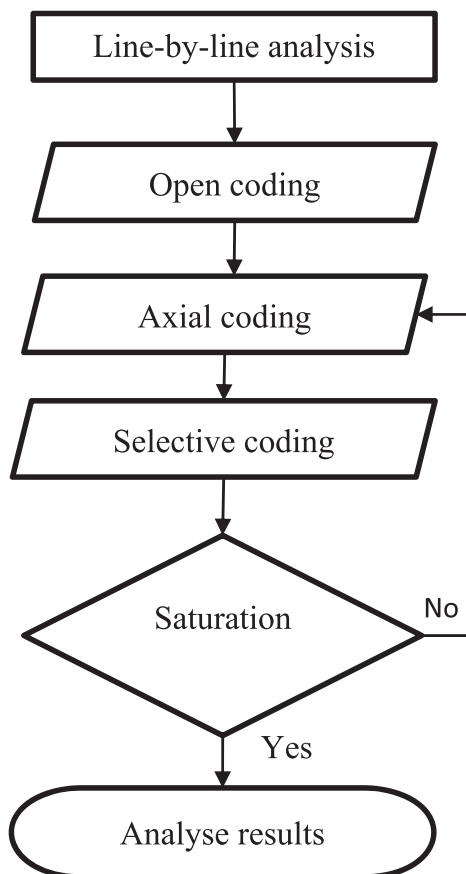 Line-by-line analysis
Open coding
Axial coding
Selective coding
Saturation
No
Yes
Analyse results